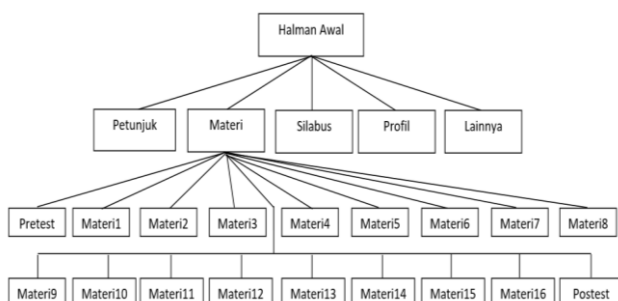 Halman Awal
Petunjuk Materi Silabus Profil Lainnya
Pretest Materi1 Materi2 Materi3 Materi4 Materi5 Materi6 Materi7 Materi8
Materi9 Materi10 Materi11 Materi12 Materi13 Materi14 Materi15 Materi16 Postest